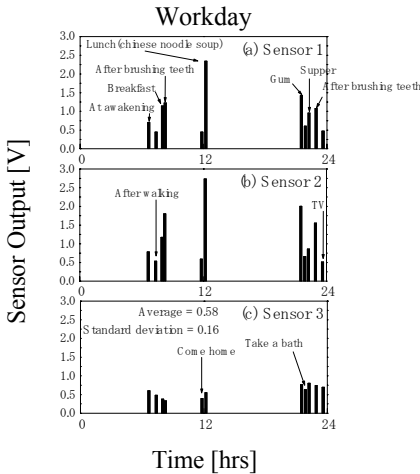 Workday
Lunch(chinese noodle soup)
(a) Sensor 1
After brushing teeth
Supper
Breakfast
Gum
After brushing teeth
At awakening
3.0
2.5
2.0
1.5
1.0
0.5
0.0
0
12
24
(b) Sensor 2
After walking
TV
3.0
2.5
2.0
1.5
1.0
0.5
0.0
0
12
24
(c) Sensor 3
Average = 0.58
Standard deviation = 0.16
Come home
Take a bath
3.0
2.5
2.0
1.5
1.0
0.5
0.0
0
12
24
Sensor Output [V]
Time [hrs]